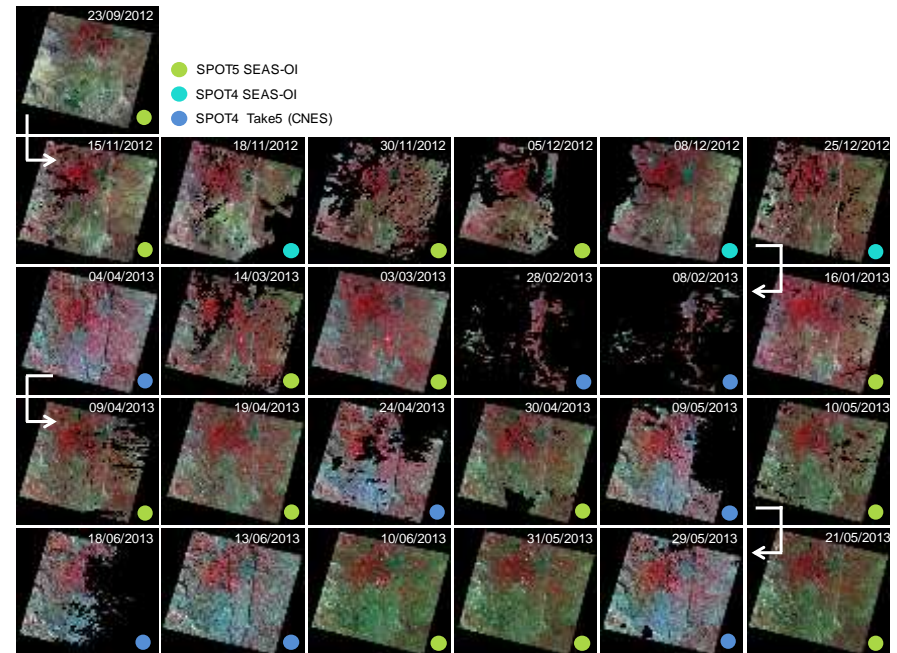 23/09/2012
SPOT5 SEAS-OI
SPOT4 SEAS-OI
SPOT4 Take5 (CNES)
15/11/2012 18/11/2012 30/11/2012 05/12/2012 08/12/2012 25/12/2012
04/04/2013 14/03/2013 03/03/2013 28/02/2013 08/02/2013 16/01/2013
09/04/2013 19/04/2013 24/04/2013 30/04/2013 09/05/2013 10/05/2013
18/06/2013 13/06/2013 10/06/2013 31/05/2013 29/05/2013 21/05/2013